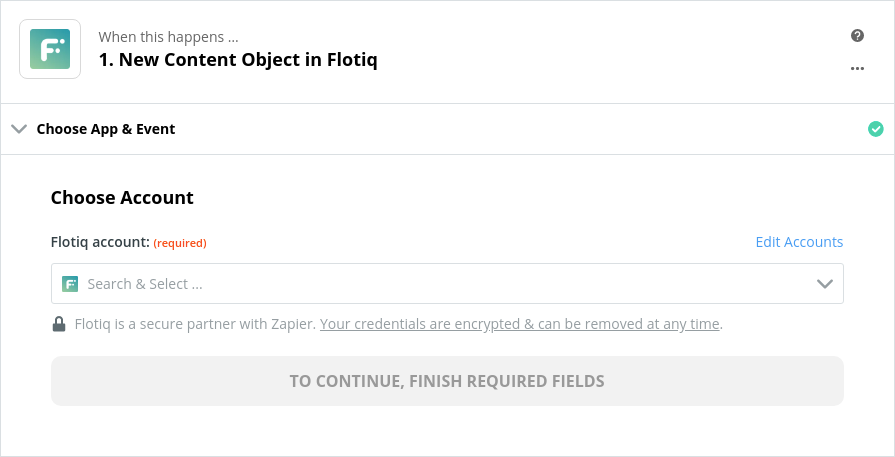 When this happens ...
1. New Content Object in Flotiq
Choose App & Event
Choose Account
Flotiq account: (required)
Edit Accounts
Search & Select ...
Flotiq is a secure partner with Zapier. Your credentials are encrypted & can be removed at any time.
TO CONTINUE, FINISH REQUIRED FIELDS